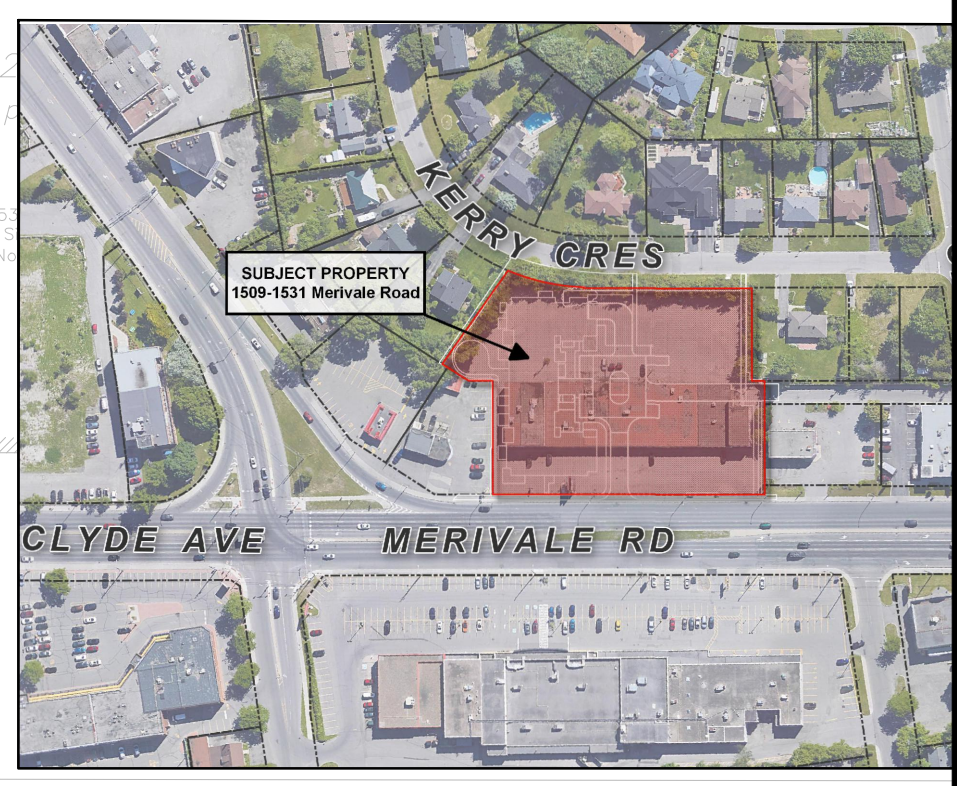 KERRY CRES
SUBJECT PROPERTY
1509-1531 Merivale Road
CLYDE AVE
MERIVALE RD